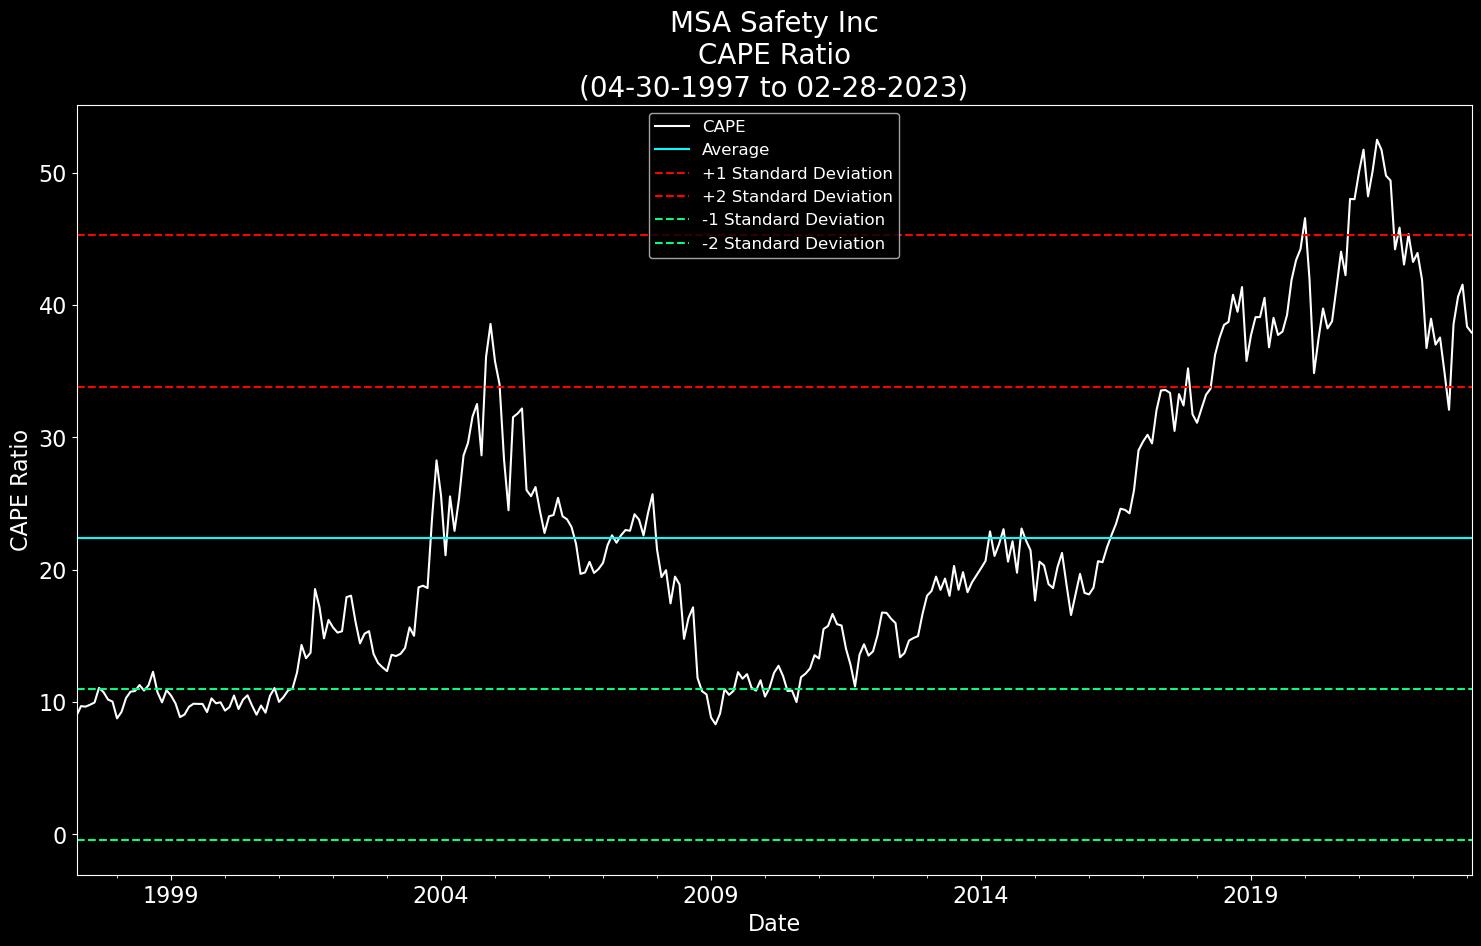 MSA Safety Inc
CAPE Ratio
(04-30-1997 to 02-28-2023)
CAPE
Average
+1 Standard Deviation
+2 Standard Deviation
-1 Standard Deviation
-2 Standard Deviation
CAPE Ratio
50
40
30
20
10
0
1999
2004
2009
2014
2019
Date